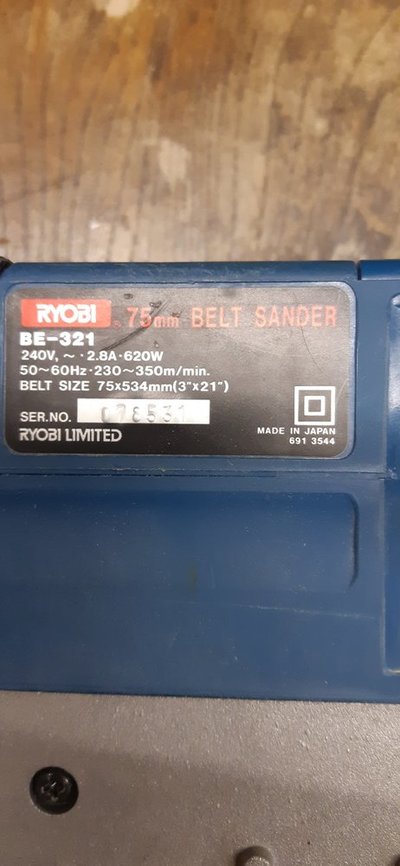 RYOBI 75mm BELT SANDER
BE-321
240V, ~ · 2.8A · 620W
50~60Hz · 230~350m/min.
BELT SIZE 75x534mm(3"x21")
SER.NO. 078531
RYOBI LIMITED
MADE IN JAPAN
691 3544